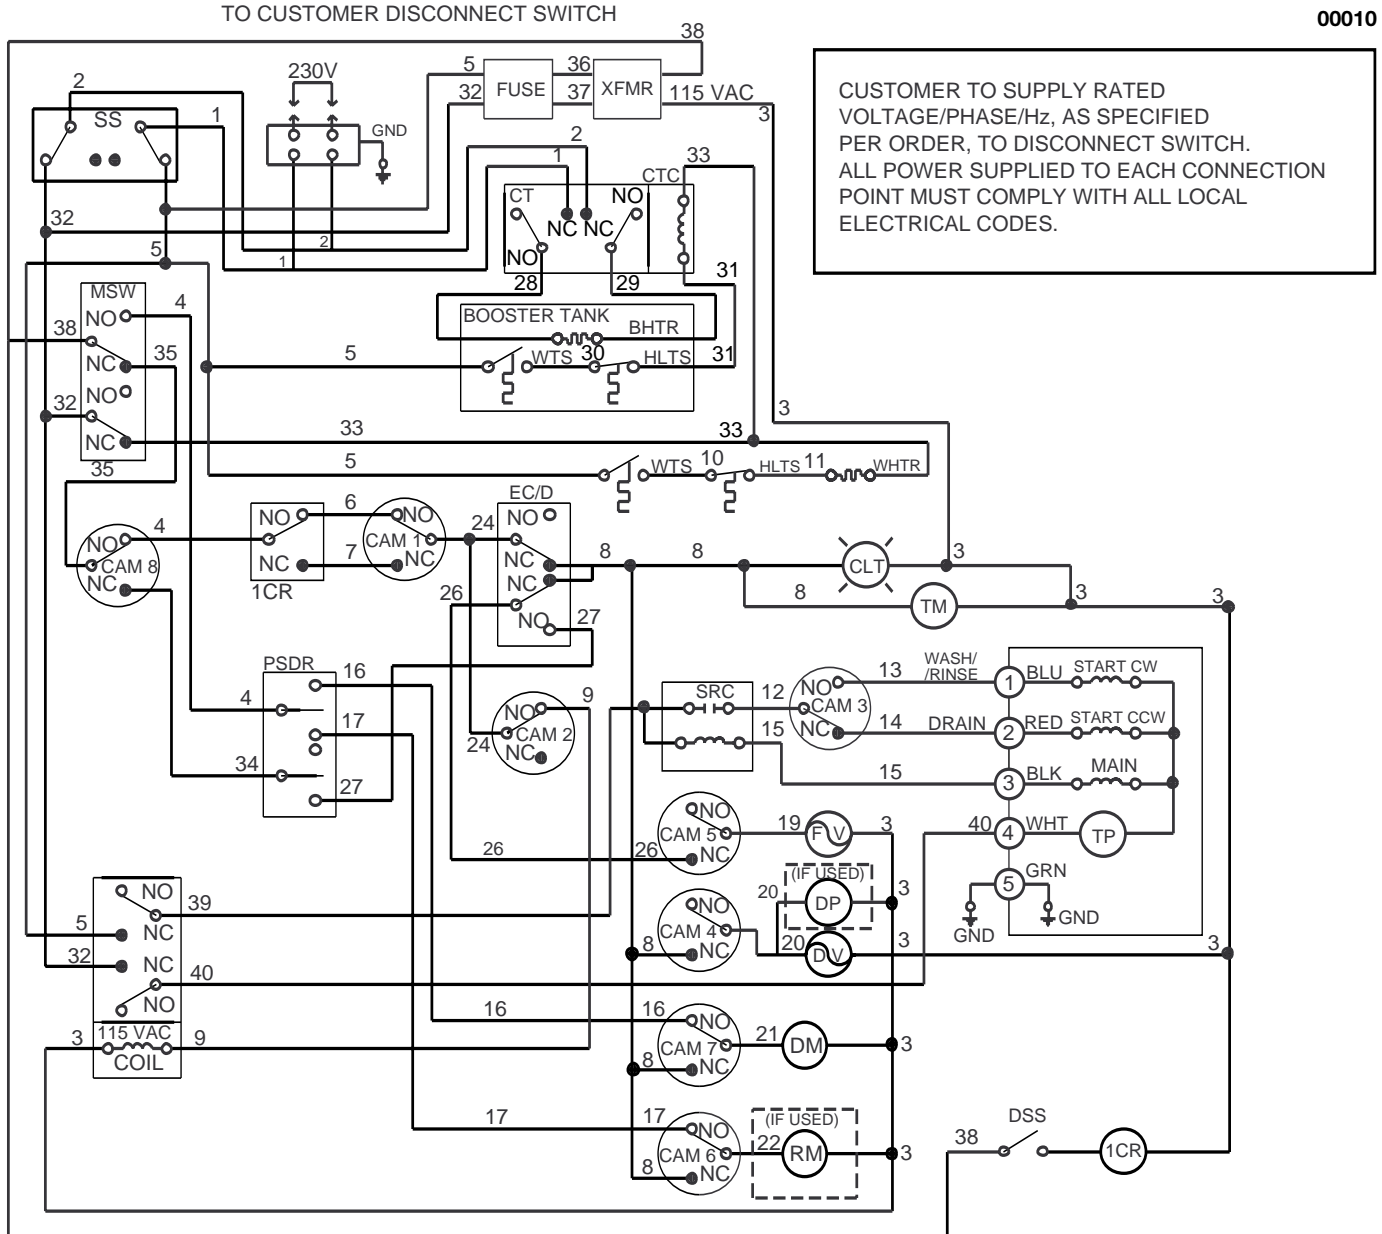 TO CUSTOMER DISCONNECT SWITCH
00010
38
2
230V
5
36
FUSE
XFMR
32
37
115 VAC
3
SS
1
GND
CUSTOMER TO SUPPLY RATED
VOLTAGE/PHASE/Hz, AS SPECIFIED
PER ORDER, TO DISCONNECT SWITCH.
ALL POWER SUPPLIED TO EACH CONNECTION
POINT MUST COMPLY WITH ALL LOCAL
ELECTRICAL CODES.
2
1
33
CTC
CT
NO
NC
NC
NO
32
2
1
5
28
29
31
MSW
NO
4
38
35
NC
NO
32
NC
35
BOOSTER TANK
BHTR
5
WTS
30
HLTS
31
3
33
33
5
WTS
10
HLTS
11
WHTR
EC/D
NO
6
NO
NO
24
CAM 1
NC
7
NC
1CR
4
NO
CAM 8
NC
NC
NC
NO
26
27
8
8
CLT
3
8
TM
3
3
PSDR
16
4
17
34
27
9
NO
CAM 2
NC
24
SRC
12
15
NO
CAM 3
NC
13
WASH/
/RINSE
1
BLU
START CW
14
DRAIN
2
RED
START CCW
15
3
BLK
MAIN
40
4
WHT
TP
5
GRN
GND
GND
NO
CAM 5
NC
19
F V
3
26
26
(IF USED)
20
DP
3
NO
CAM 4
NC
20
D V
3
3
8
NO
39
5
NC
32
NC
40
NO
3
115 VAC
9
COIL
16
16
NO
CAM 7
NC
21
DM
3
8
17
17
NO
CAM 6
NC
(IF USED)
22
RM
3
8
38
DSS
1CR